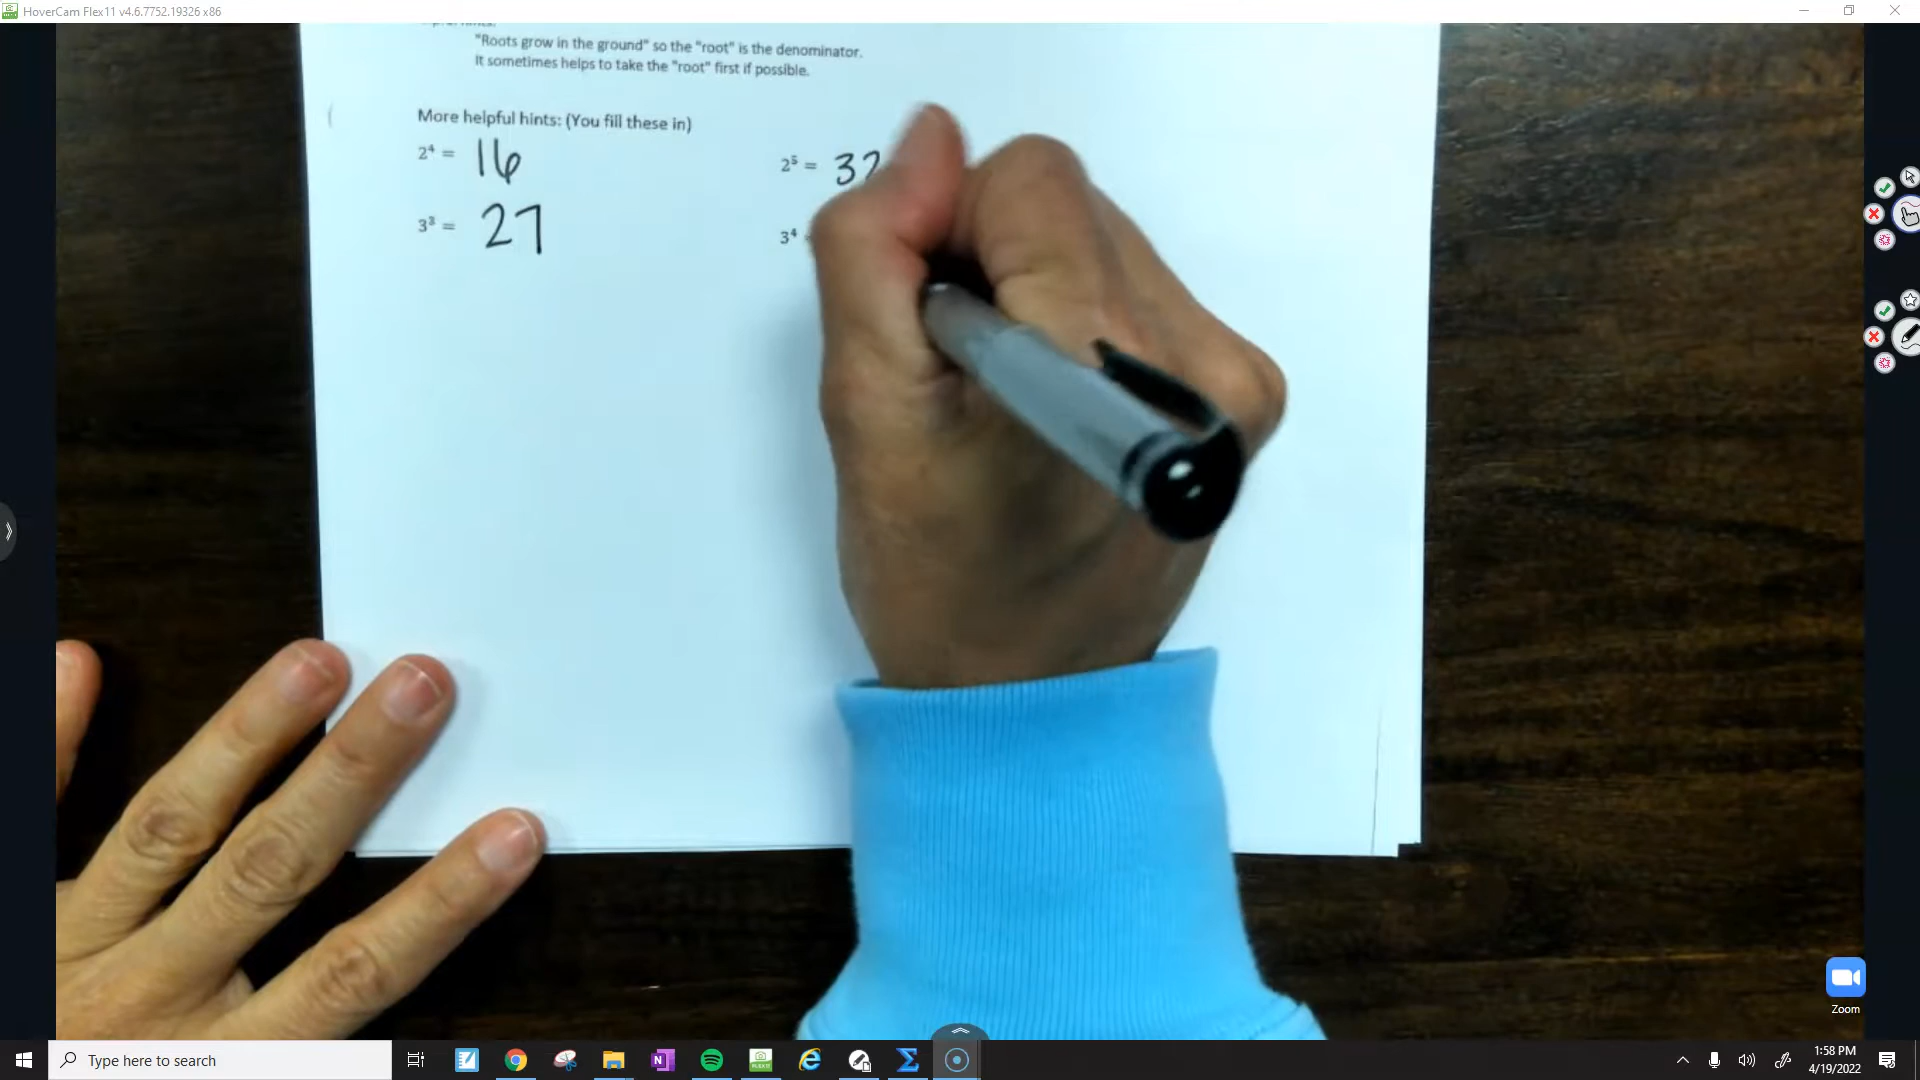 HoverCam Flex11 v4.6.7752.19326 x86
"Roots grow in the ground" so the "root" is the denominator.
It sometimes helps to take the "root" first if possible.
More helpful hints: (You fill these in)
2⁴ = 16
2⁵ = 32
3³ = 27
3⁴
Zoom
Type here to search
1:58 PM
4/19/2022